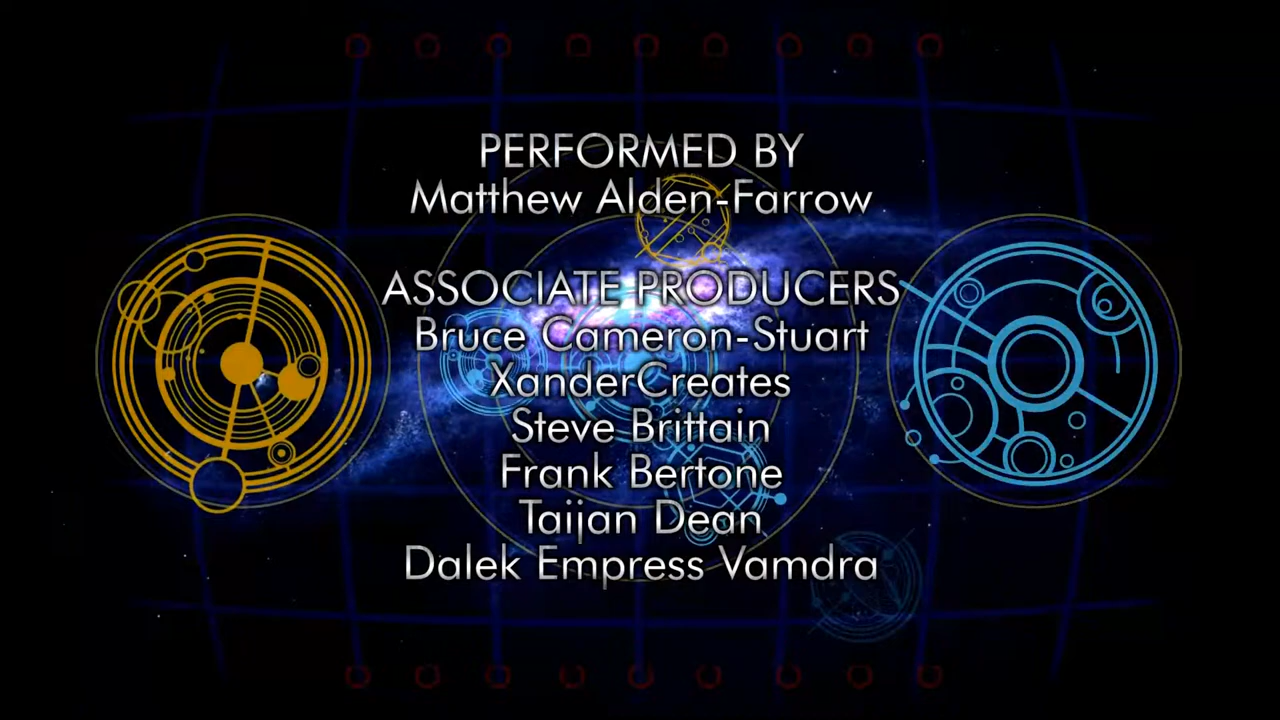 PERFORMED BY
Matthew Alden-Farrow
ASSOCIATE PRODUCERS
Bruce Cameron-Stuart
XanderCreates
Steve Brittain
Frank Bertone
Taijan Dean
Dalek Empress Vamdra